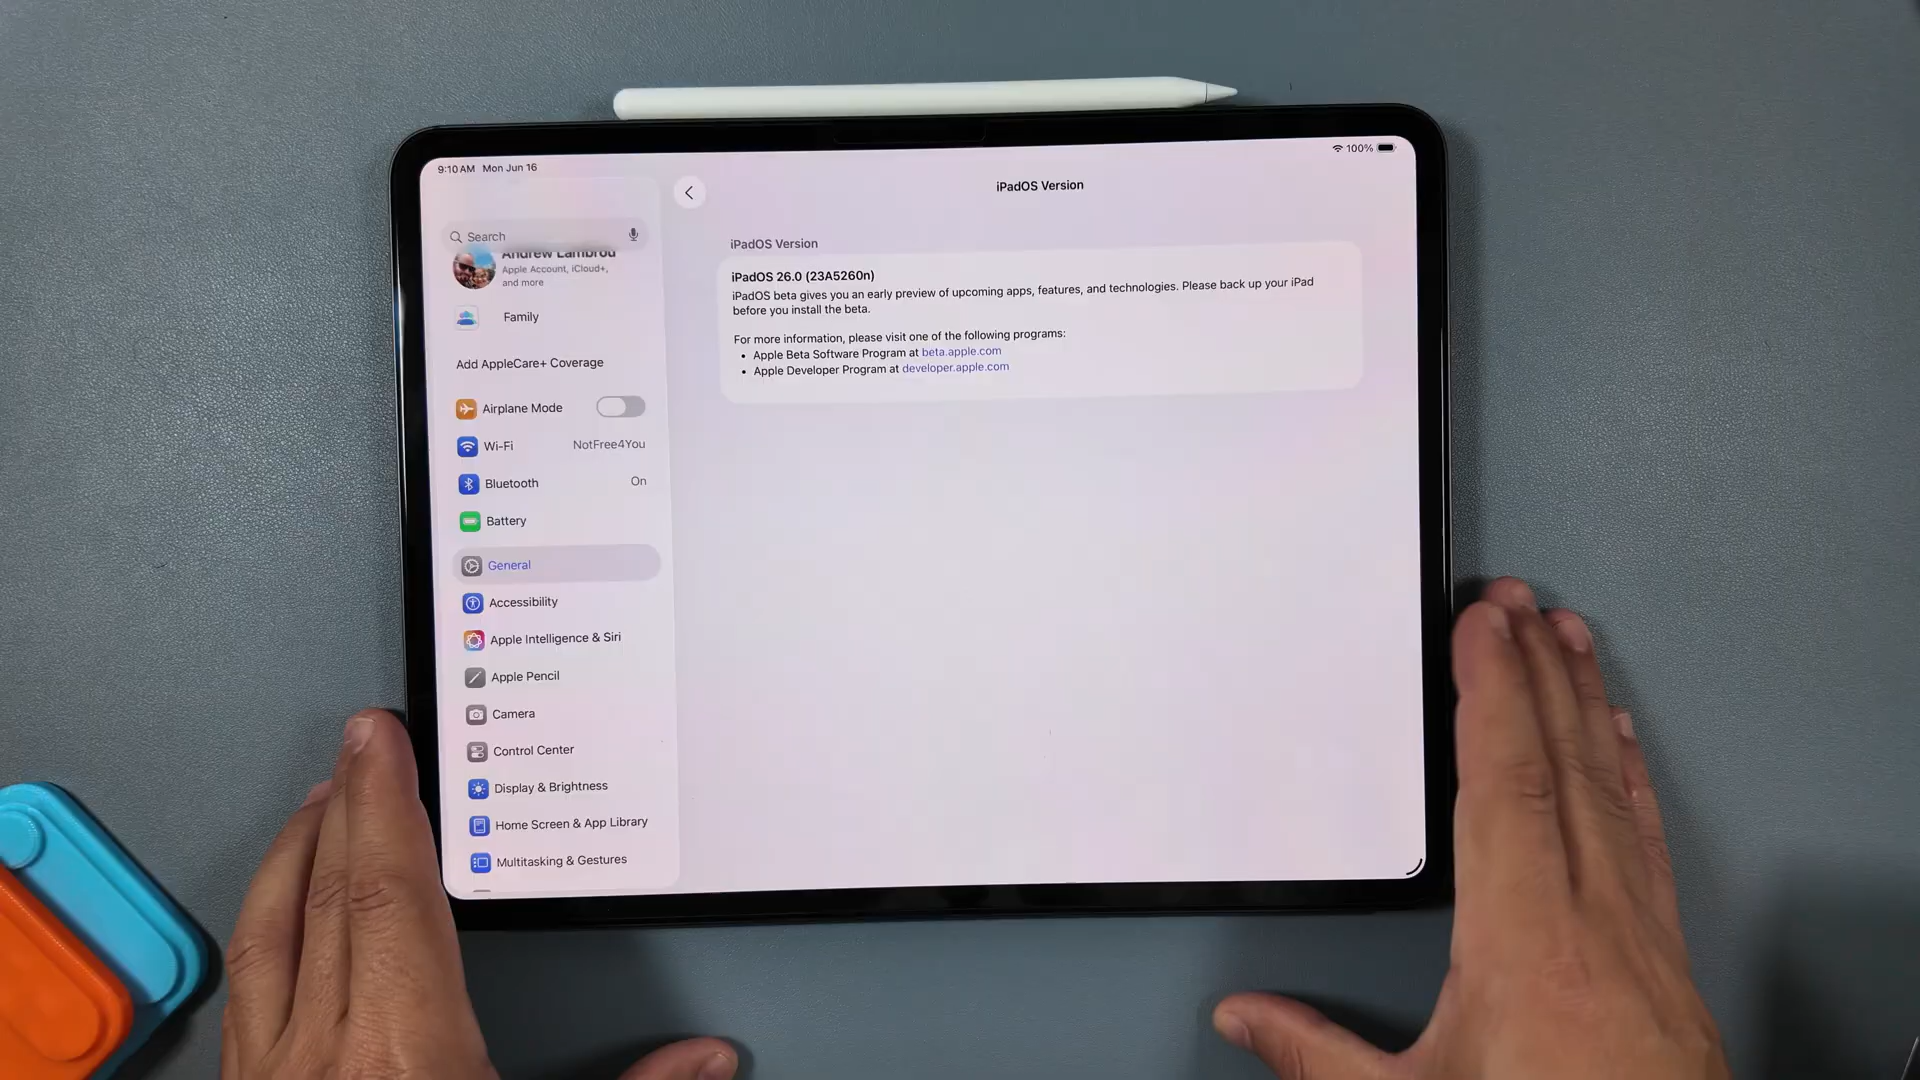 9:10 AM Mon Jun 16
100%
Search
Andrew Lambrou
Apple Account, iCloud+,
and more
Family
Add AppleCare+ Coverage
Airplane Mode
Wi-Fi NotFree4You
Bluetooth On
Battery
General
Accessibility
Apple Intelligence & Siri
Apple Pencil
Camera
Control Center
Display & Brightness
Home Screen & App Library
Multitasking & Gestures
iPadOS Version
iPadOS Version
iPadOS 26.0 (23A5260n)
iPadOS beta gives you an early preview of upcoming apps, features, and technologies. Please back up your iPad
before you install the beta.
For more information, please visit one of the following programs:
• Apple Beta Software Program at beta.apple.com
• Apple Developer Program at developer.apple.com